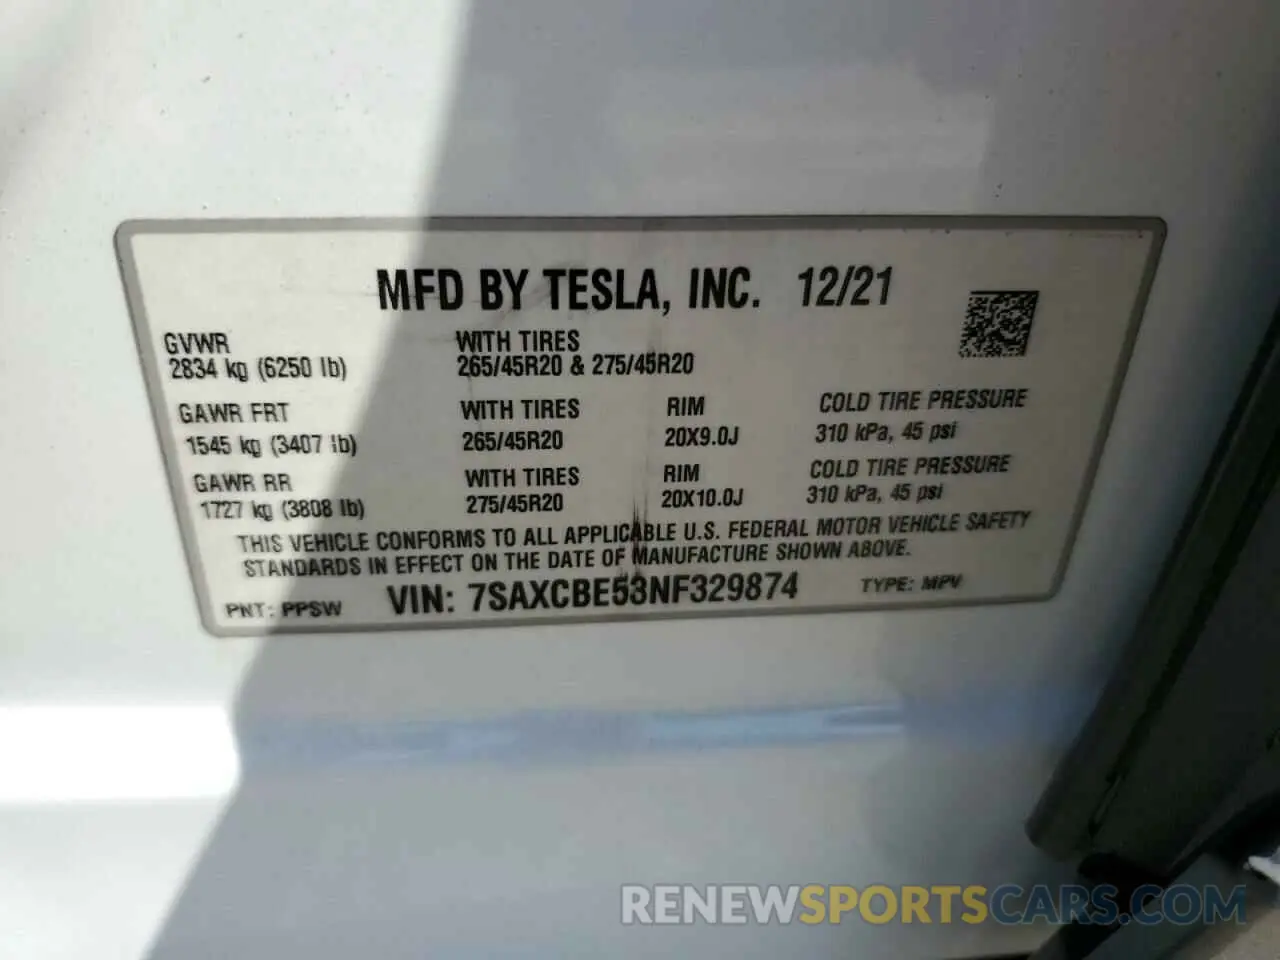 MFD BY TESLA, INC. 12/21
GVWR WITH TIRES
2834 kg (6250 lb) 265/45R20 & 275/45R20
GAWR FRT WITH TIRES RIM COLD TIRE PRESSURE
1545 kg (3407 lb) 265/45R20 20X9.0J 310 kPa, 45 psi
GAWR RR WITH TIRES RIM COLD TIRE PRESSURE
1727 kg (3808 lb) 275/45R20 20X10.0J 310 kPa, 45 psi
THIS VEHICLE CONFORMS TO ALL APPLICABLE U.S. FEDERAL MOTOR VEHICLE SAFETY
STANDARDS IN EFFECT ON THE DATE OF MANUFACTURE SHOWN ABOVE.
PNT: PPSW VIN: 7SAXCBE53NF329874 TYPE: MPV
RENEWSPORTSCARS.COM